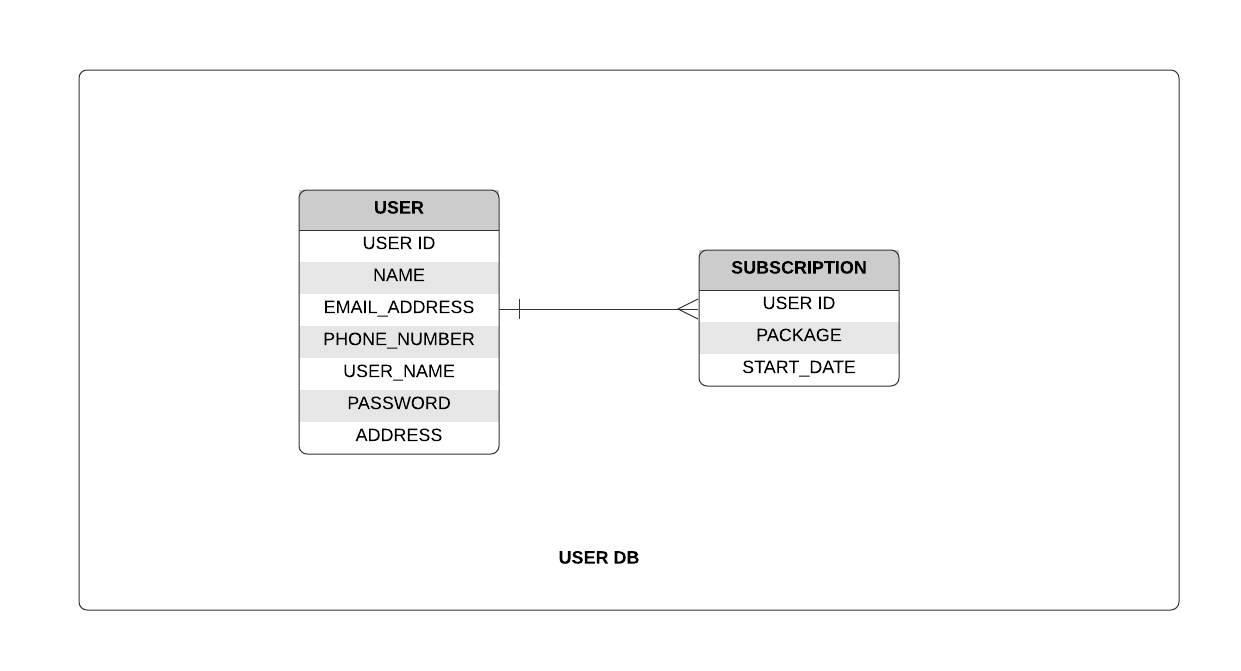 USER
USER ID
NAME
EMAIL_ADDRESS
PHONE_NUMBER
USER_NAME
PASSWORD
ADDRESS
SUBSCRIPTION
USER ID
PACKAGE
START_DATE
USER DB